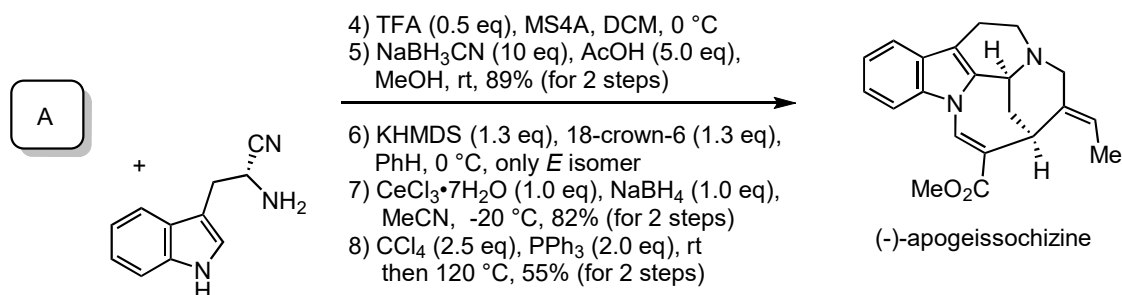 4) TFA (0.5 eq), MS4A, DCM, 0 °C
5) NaBH₃CN (10 eq), AcOH (5.0 eq),
MeOH, rt, 89% (for 2 steps)
6) KHMDS (1.3 eq), 18-crown-6 (1.3 eq),
PhH, 0 °C, only E isomer
7) CeCl₃•7H₂O (1.0 eq), NaBH₄ (1.0 eq),
MeCN, -20 °C, 82% (for 2 steps)
8) CCl₄ (2.5 eq), PPh₃ (2.0 eq), rt
then 120 °C, 55% (for 2 steps)
A
+
CN
NH₂
N
H
H
N
N
Me
H
MeO₂C
(-)-apogeissochizine